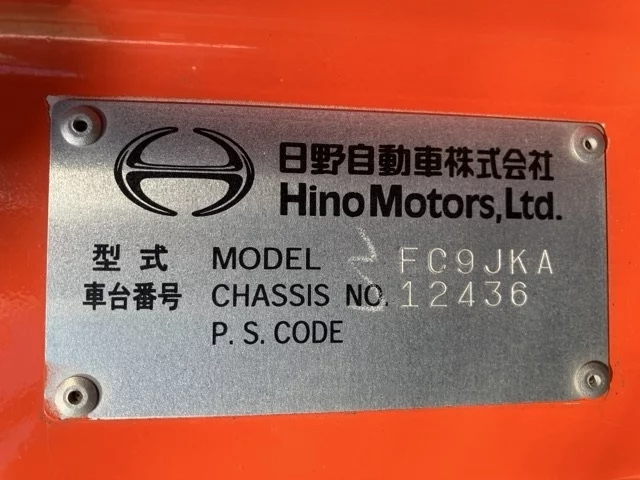 日野自動車株式会社
Hino Motors, Ltd.
型式 MODEL FC9JKA
車台番号 CHASSIS NO. 12436
P. S. CODE